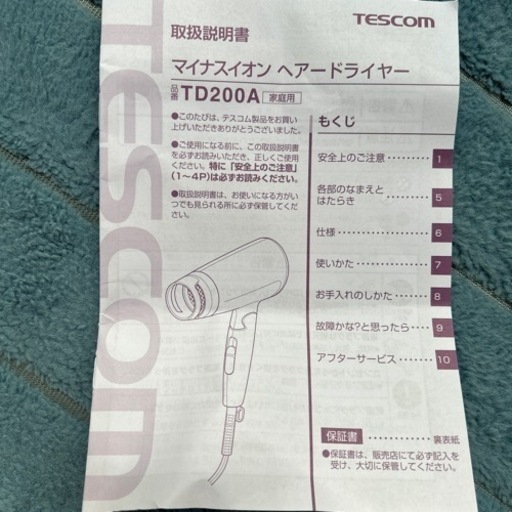 TESCOM
取扱説明書
TESCOM
マイナスイオン ヘアードライヤー
品番 TD200A 家庭用
●このたびは、テスコム製品をお買い
上げいただきありがとうございました。
●ご使用になる前に、この取扱説明書
を必ずお読みいただき、正しくご使用
ください。特に「安全上のご注意」
(1〜4P)は必ずお読みください。
●取扱説明書は、お使いになる方がい
つでも見られる所に必ず保管してくだ
さい。
もくじ
安全上のご注意 ········· 1
各部のなまえと
はたらき ················ 5
仕様 ····················· 6
使いかた ················ 7
お手入れのしかた ······ 8
故障かな?と思ったら ··· 9
アフターサービス ······ 10
保証書 ············ 裏表紙
●保証書は、販売店にて必ず記入を
受け、大切に保管してください。